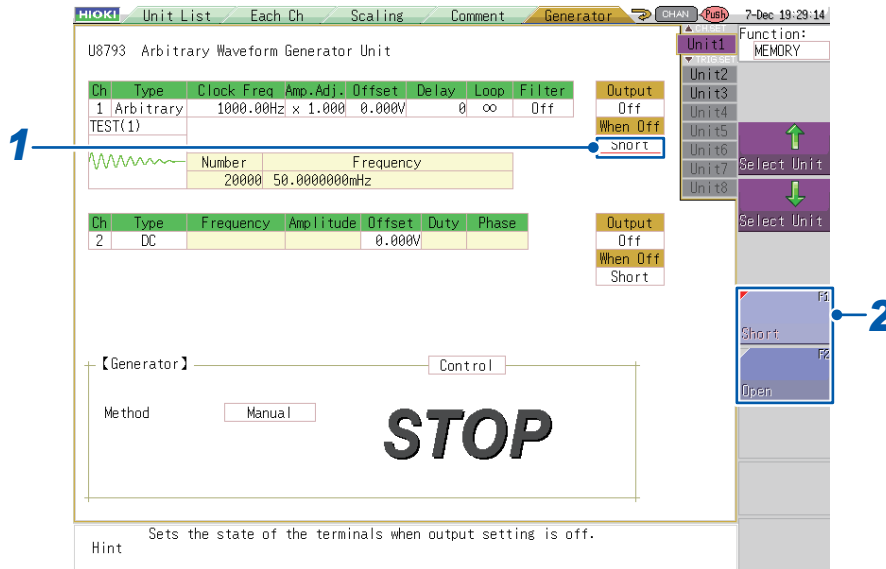 HIOKI Unit List Each Ch Scaling Comment Generator CHAN Push 7-Dec 19:29:14
U8793 Arbitrary Waveform Generator Unit
Ch Type Clock Freq Amp.Adj. Offset Delay Loop Filter
1 Arbitrary 1000.00Hz x 1.000 0.000V 0 ∞ Off
TEST(1)
Number Frequency
20000 50.0000000mHz
Output
Off
When Off
Short
1
Ch Type Frequency Amplitude Offset Duty Phase
2 DC 0.000V
Output
Off
When Off
Short
【Generator】 Control
Method Manual
STOP
▲ CH.SET
Unit1
▼ TRIG.SET
Unit2
Unit3
Unit4
Unit5
Unit6
Unit7
Unit8
Function:
MEMORY
Select Unit
Select Unit
F1
Short
F2
Open
2
Sets the state of the terminals when output setting is off.
Hint